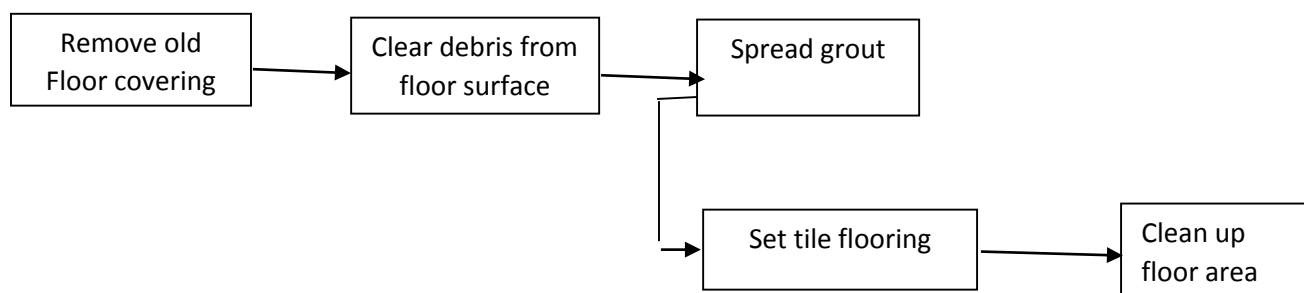 Remove old
Floor covering
Clear debris from
floor surface
Spread grout
Set tile flooring
Clean up
floor area